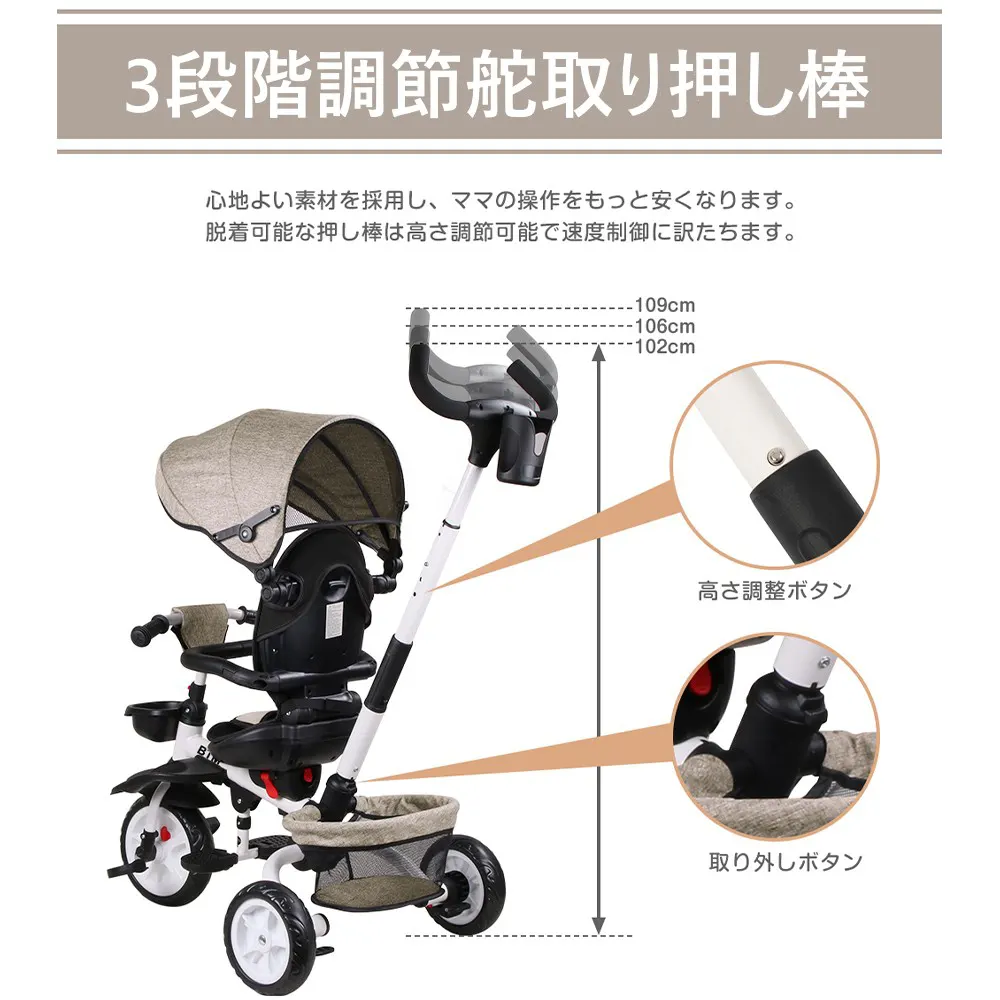 3段階調節舵取り押し棒
心地よい素材を採用し、ママの操作をもっと安くなります。
脱着可能な押し棒は高さ調節可能で速度制御に訳たちます。
109cm
106cm
102cm
高さ調整ボタン
取り外しボタン